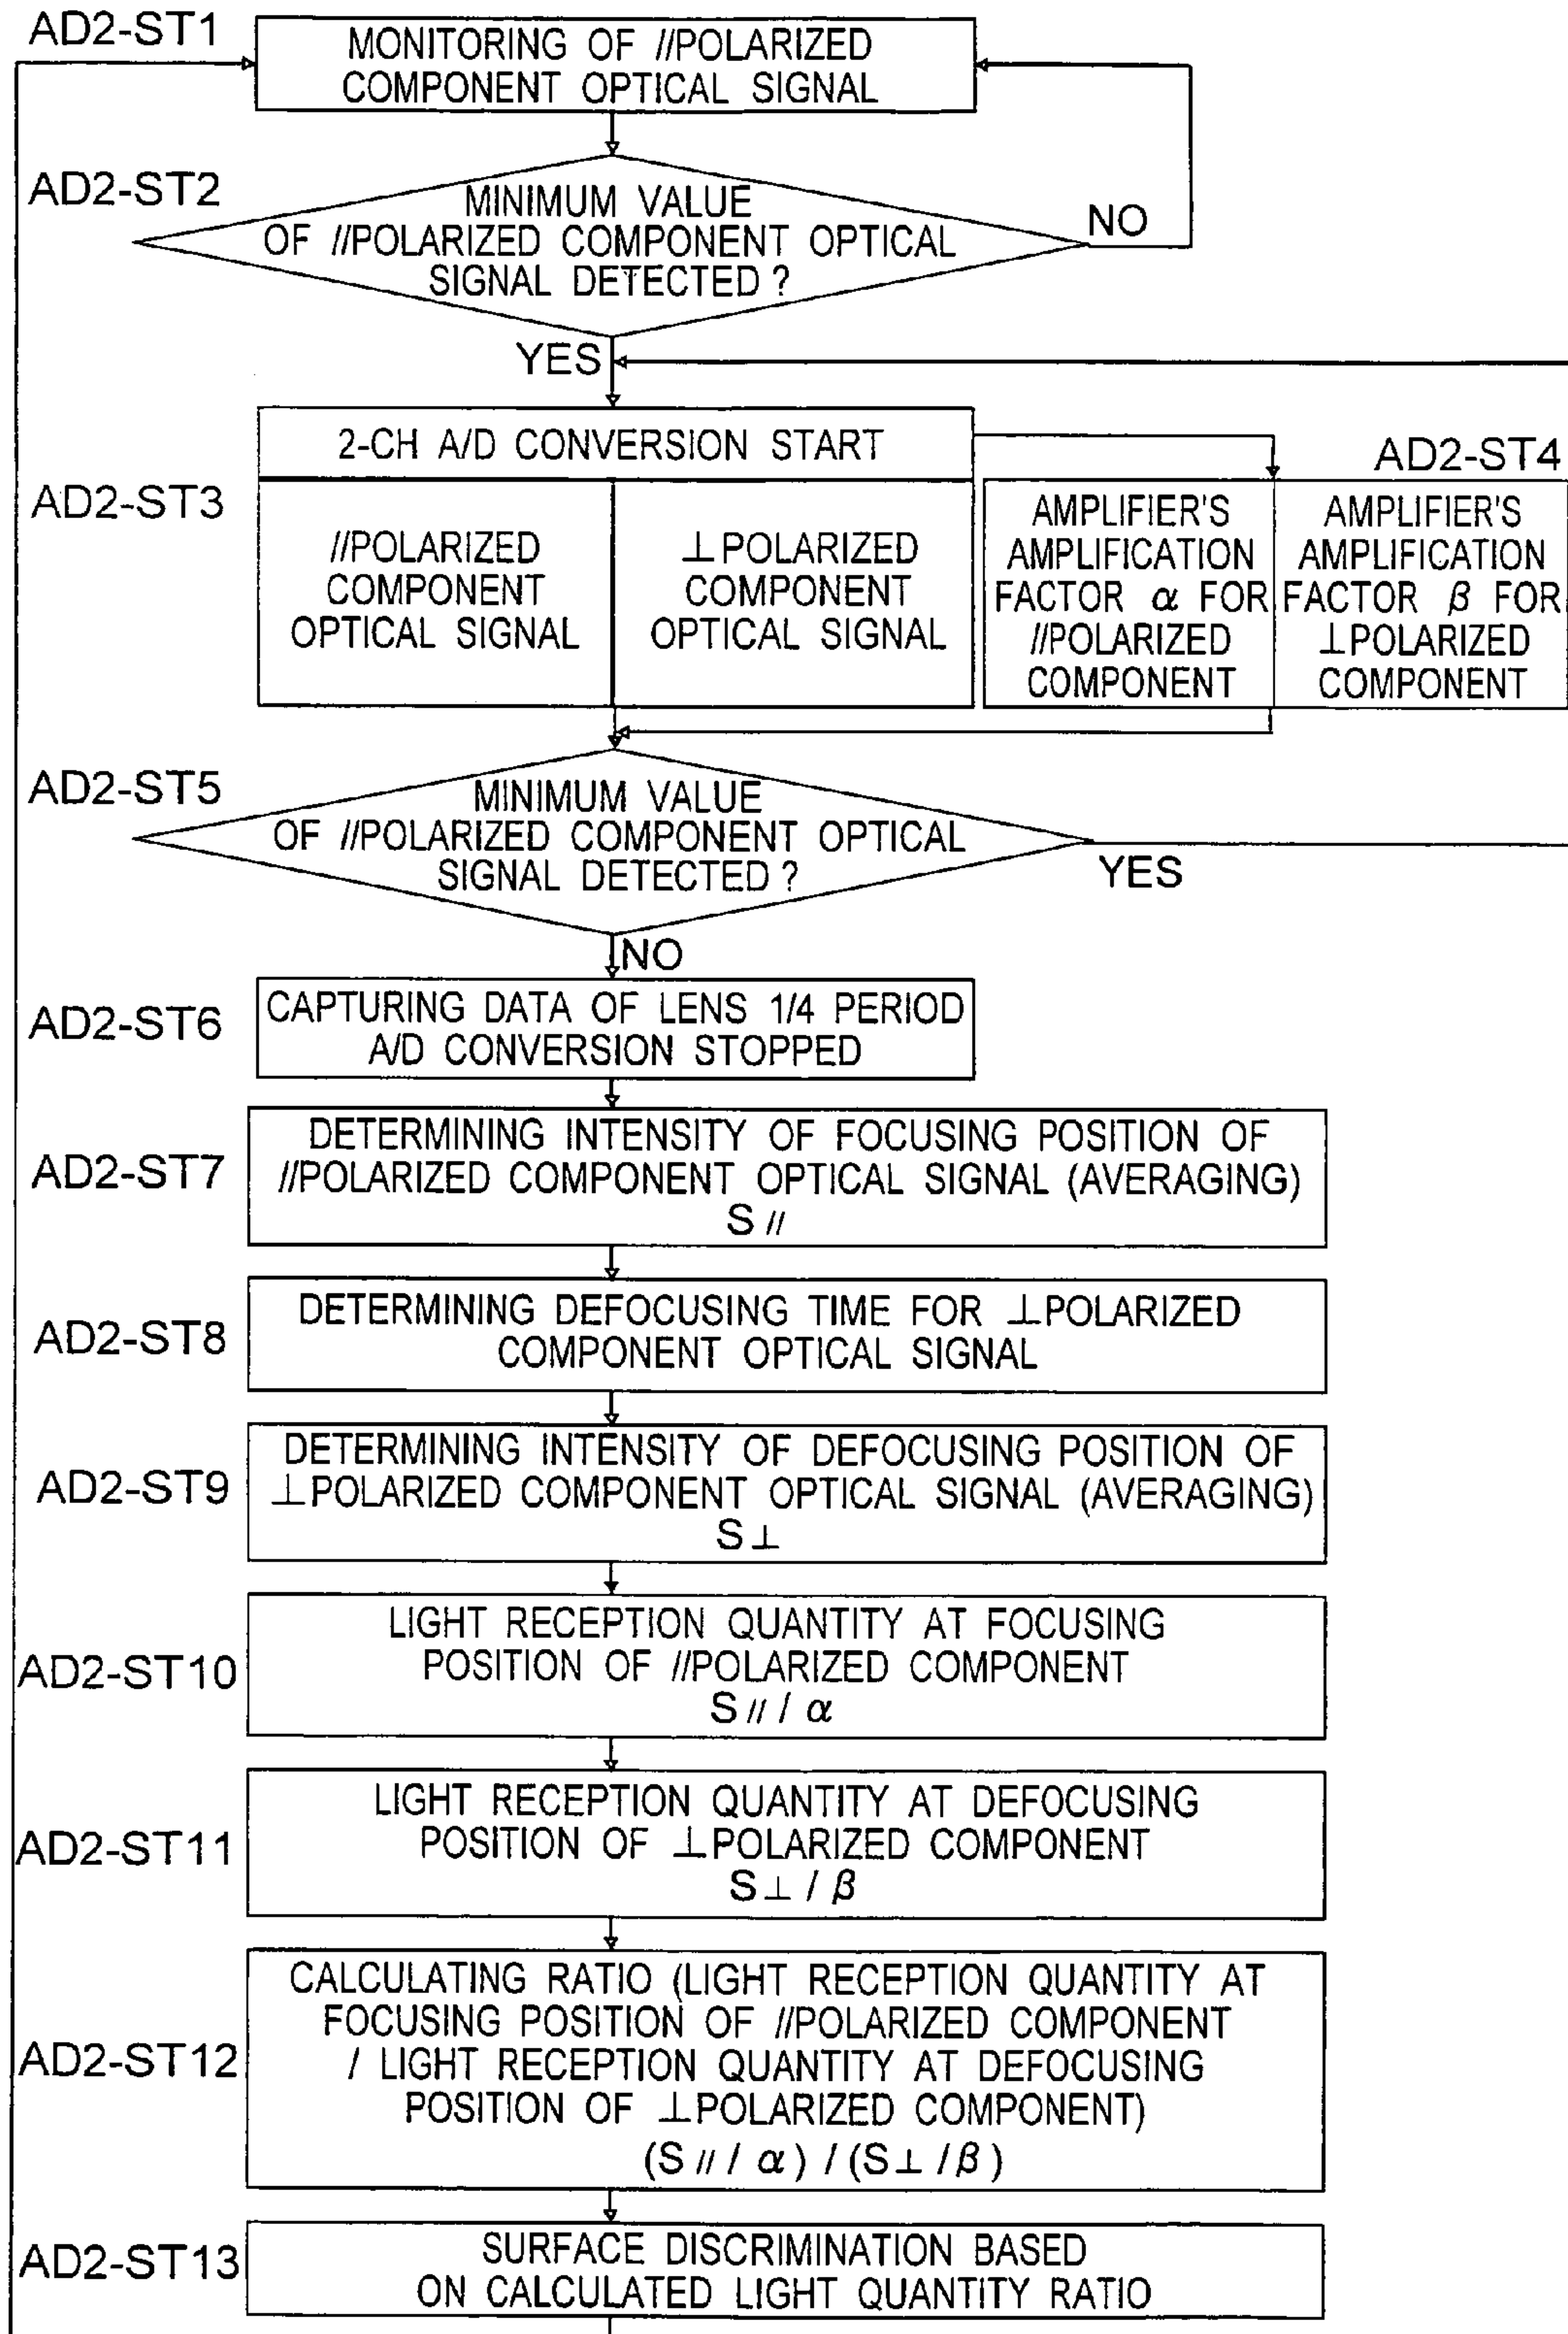 AD2-ST1
MONITORING OF //POLARIZED
COMPONENT OPTICAL SIGNAL
AD2-ST2
MINIMUM VALUE
OF //POLARIZED COMPONENT OPTICAL
SIGNAL DETECTED ?
NO
YES
AD2-ST3
2-CH A/D CONVERSION START
//POLARIZED
COMPONENT
OPTICAL SIGNAL
⊥POLARIZED
COMPONENT
OPTICAL SIGNAL
AD2-ST4
AMPLIFIER'S
AMPLIFICATION
FACTOR α FOR
//POLARIZED
COMPONENT
AMPLIFIER'S
AMPLIFICATION
FACTOR β FOR
⊥POLARIZED
COMPONENT
AD2-ST5
MINIMUM VALUE
OF //POLARIZED COMPONENT OPTICAL
SIGNAL DETECTED ?
YES
NO
AD2-ST6
CAPTURING DATA OF LENS 1/4 PERIOD
A/D CONVERSION STOPPED
AD2-ST7
DETERMINING INTENSITY OF FOCUSING POSITION OF
//POLARIZED COMPONENT OPTICAL SIGNAL (AVERAGING)
S //
AD2-ST8
DETERMINING DEFOCUSING TIME FOR ⊥POLARIZED
COMPONENT OPTICAL SIGNAL
AD2-ST9
DETERMINING INTENSITY OF DEFOCUSING POSITION OF
⊥POLARIZED COMPONENT OPTICAL SIGNAL (AVERAGING)
S⊥
AD2-ST10
LIGHT RECEPTION QUANTITY AT FOCUSING
POSITION OF //POLARIZED COMPONENT
S // / α
AD2-ST11
LIGHT RECEPTION QUANTITY AT DEFOCUSING
POSITION OF ⊥POLARIZED COMPONENT
S⊥ / β
AD2-ST12
CALCULATING RATIO (LIGHT RECEPTION QUANTITY AT
FOCUSING POSITION OF //POLARIZED COMPONENT
/ LIGHT RECEPTION QUANTITY AT DEFOCUSING
POSITION OF ⊥POLARIZED COMPONENT)
(S // / α) / (S⊥ / β)
AD2-ST13
SURFACE DISCRIMINATION BASED
ON CALCULATED LIGHT QUANTITY RATIO